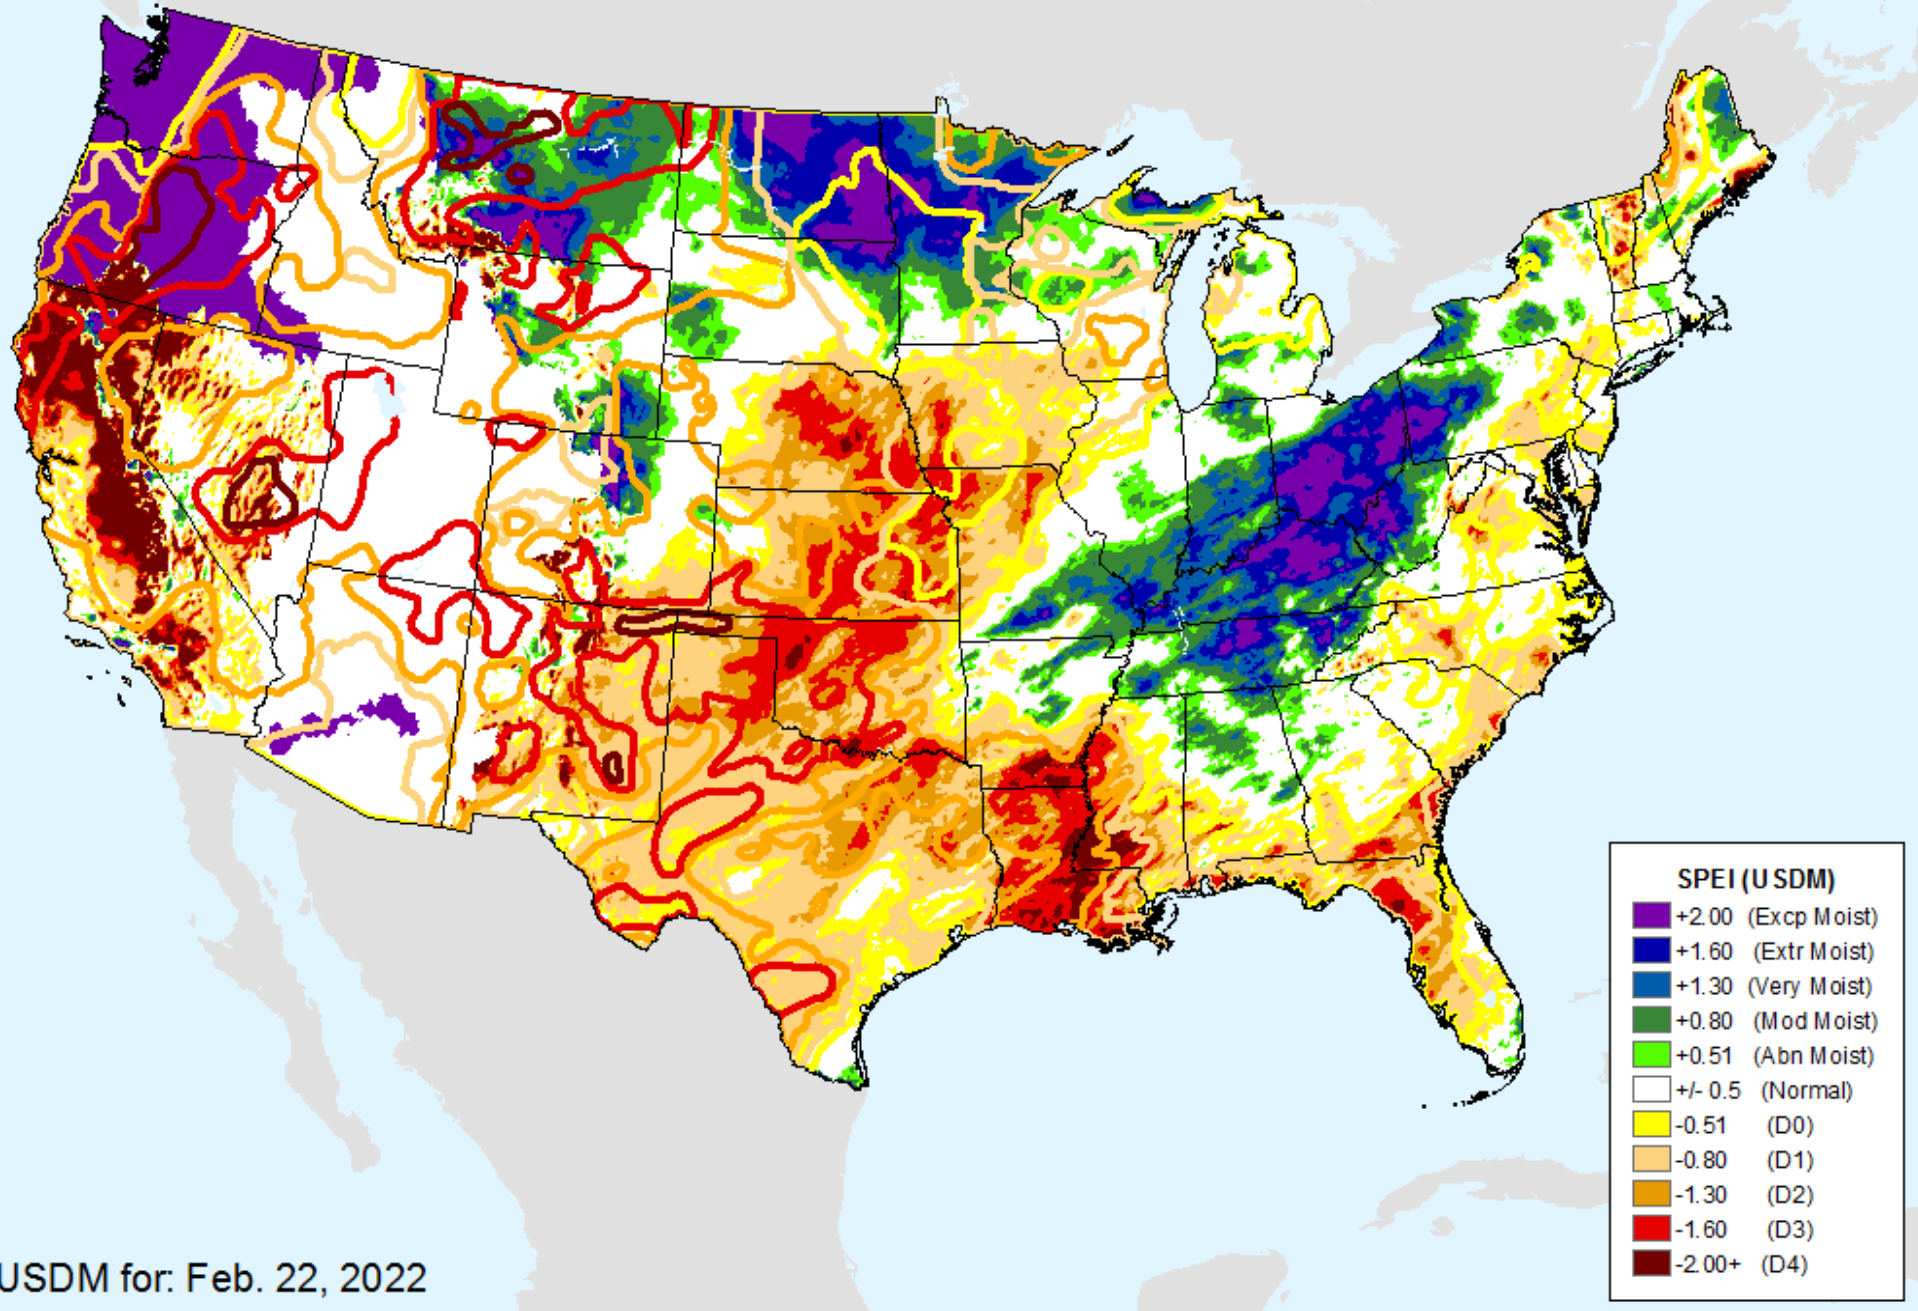 SPEI (USDM)
+2.00 (Excp Moist)
+1.60 (Extr Moist)
+1.30 (Very Moist)
+0.80 (Mod Moist)
+0.51 (Abn Moist)
+/- 0.5 (Normal)
-0.51 (D0)
-0.80 (D1)
-1.30 (D2)
-1.60 (D3)
-2.00+ (D4)
USDM for: Feb. 22, 2022